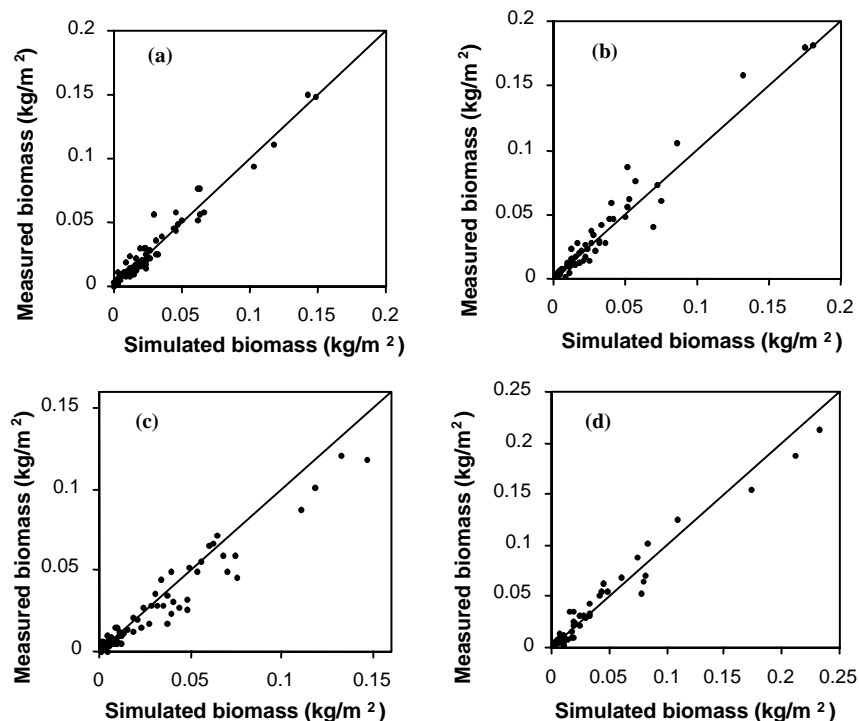 (a)
Measured biomass (kg/m²)
0.2
0.15
0.1
0.05
0
0 0.05 0.1 0.15 0.2
Simulated biomass (kg/m ²)
(b)
Measured biomass (kg/m²)
0.2
0.15
0.1
0.05
0
0 0.05 0.1 0.15 0.2
Simulated biomass (kg/m ²)
(c)
Measured biomass (kg/m²)
0.15
0.1
0.05
0
0 0.05 0.1 0.15
Simulated biomass (kg/m ²)
(d)
Measured biomass (kg/m²)
0.25
0.2
0.15
0.1
0.05
0
0 0.05 0.1 0.15 0.2 0.25
Simulated biomass (kg/m ²)